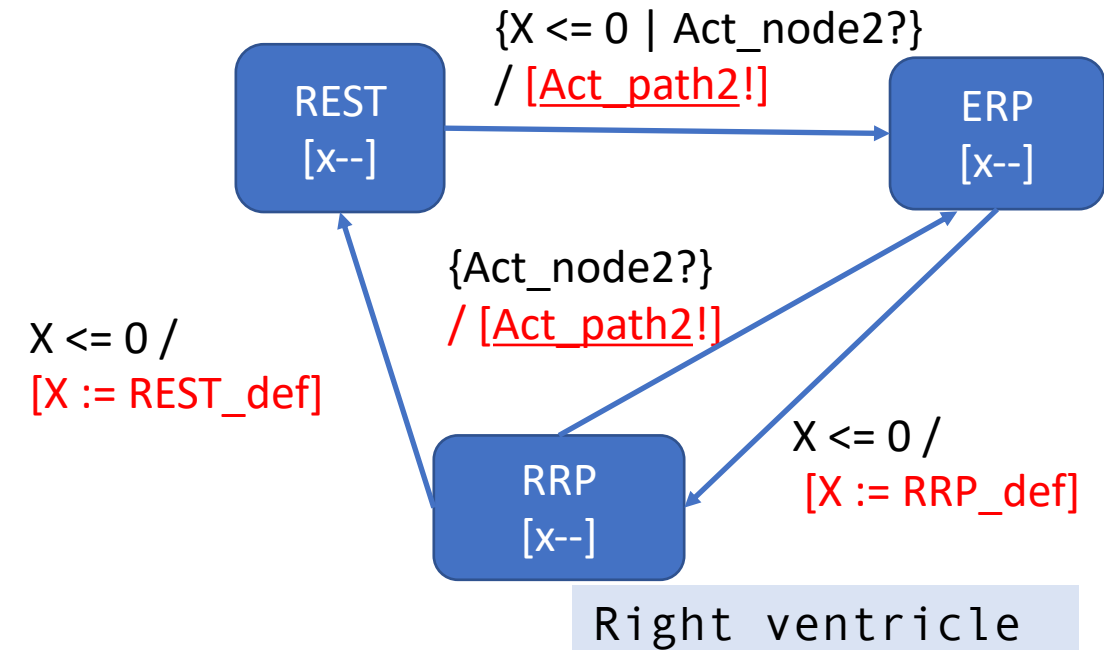 {X <= 0 | Act_node2?}
/ [Act_path2!]
REST
[x--]
ERP
[x--]
{Act_node2?}
/ [Act_path2!]
X <= 0 /
[X := REST_def]
X <= 0 /
[X := RRP_def]
RRP
[x--]
Right ventricle